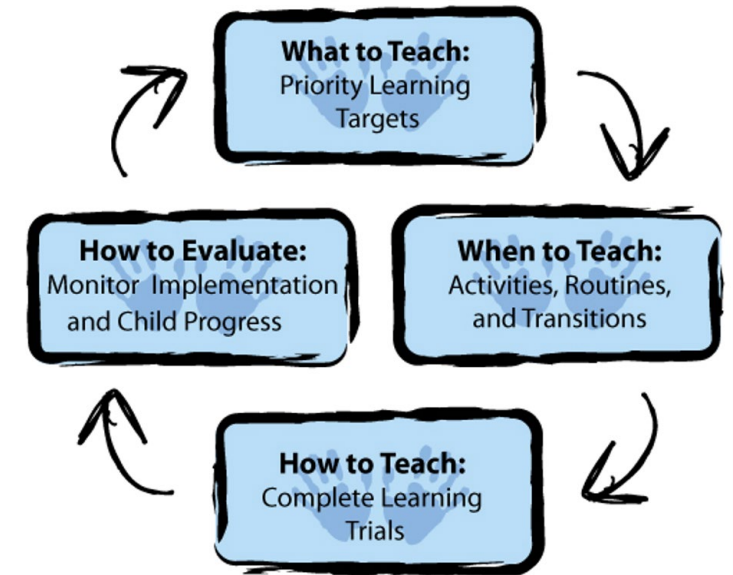 What to Teach:
Priority Learning
Targets
How to Evaluate:
Monitor Implementation
and Child Progress
When to Teach:
Activities, Routines,
and Transitions
How to Teach:
Complete Learning
Trials